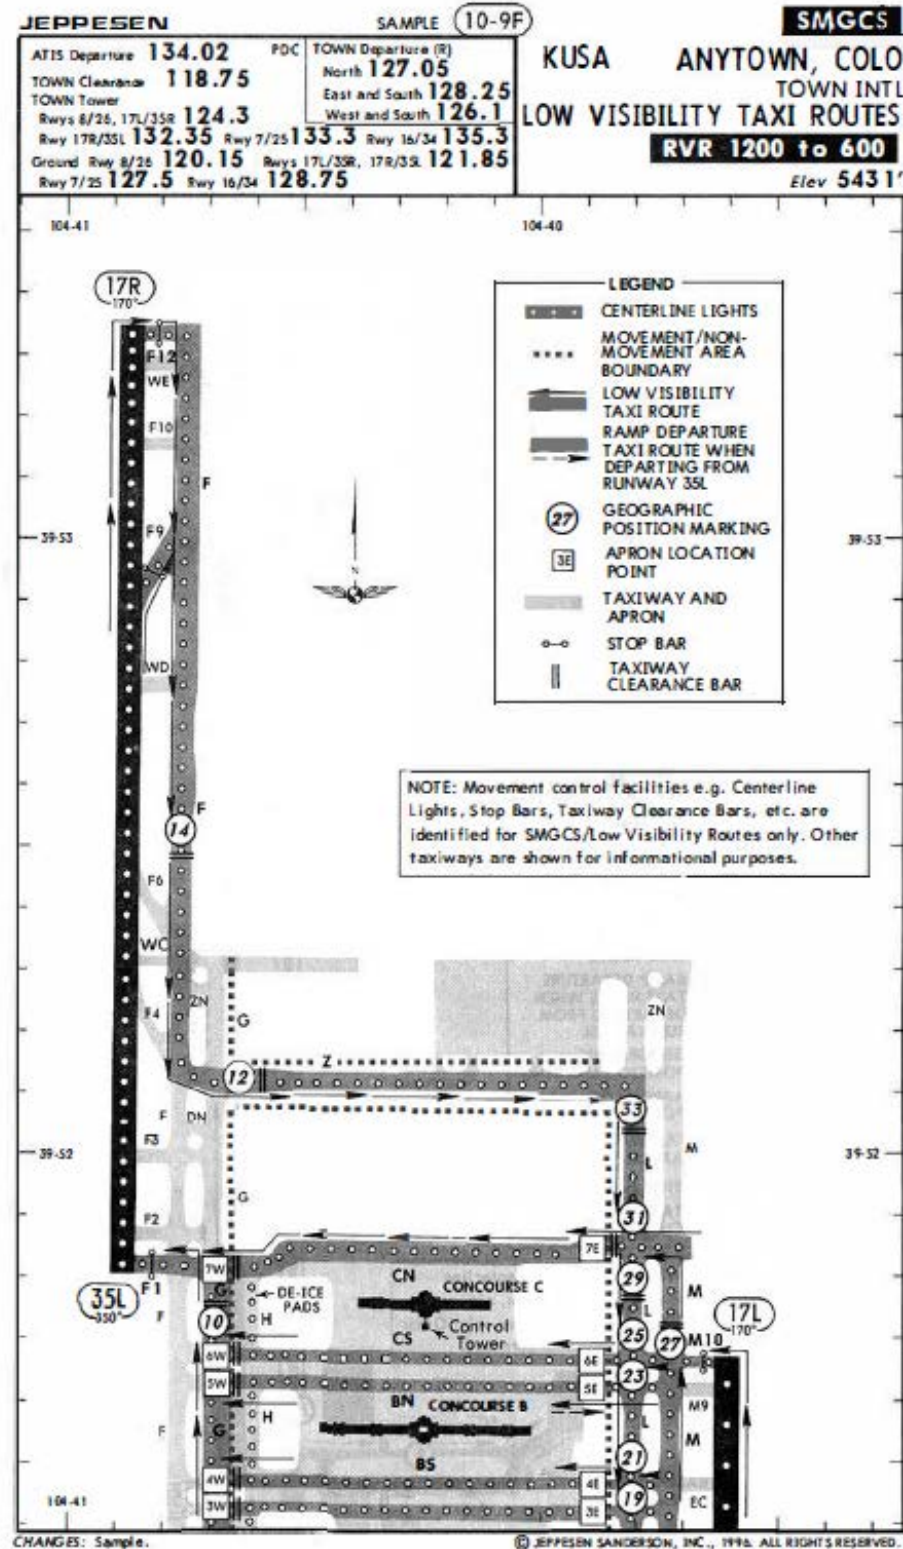 JEPPESEN SAMPLE 10-9F SMGCS
ATIS Departure 134.02 PDC
TOWN Clearance 118.75
TOWN Tower
Rwys 8/26, 17L/35R 124.3
Rwy 17R/35L 132.35 Rwy 7/25 133.3 Rwy 16/34 135.3
Ground Rwy 8/26 120.15 Rwys 17L/35R, 17R/35L 121.85
Rwy 7/25 127.5 Rwy 16/34 128.75
TOWN Departure (R)
North 127.05
East and South 128.25
West and South 126.1
KUSA ANYTOWN, COLO
TOWN INTL
LOW VISIBILITY TAXI ROUTES
RVR 1200 to 600
Elev 5431'
104-41 104-40
17R
170°
LEGEND
CENTERLINE LIGHTS
MOVEMENT/NON-
MOVEMENT AREA
BOUNDARY
LOW VISIBILITY
TAXI ROUTE
RAMP DEPARTURE
TAXI ROUTE WHEN
DEPARTING FROM
RUNWAY 35L
27 GEOGRAPHIC
POSITION MARKING
3E APRON LOCATION
POINT
TAXIWAY AND
APRON
STOP BAR
TAXIWAY
CLEARANCE BAR
F12
WE
F10
F
F9
39-53 39-53
N
WD
F
14
NOTE: Movement control facilities e.g. Centerline
Lights, Stop Bars, Taxiway Clearance Bars, etc. are
identified for SMGCS/Low Visibility Routes only. Other
taxiways are shown for informational purposes.
F6
WC
ZN ZN
F4 G
Z
12
33
F DN
F3
39-52 L M 39-52
G
F2
31
7W 7E
CN
F1 G DE-ICE
PADS
CONCOURSE C
29 M
35L
350°
F
10 H
Control
Tower
L
17L
170°
CS
25 27 M10
6W 6E
23
5W 5E
BN CONCOURSE B
M9
F G H L M
BS
21
4W 4E
19
3W 3E EC
104-41
CHANGES: Sample.
© JEPPESEN SANDERSON, INC., 1996. ALL RIGHTS RESERVED.